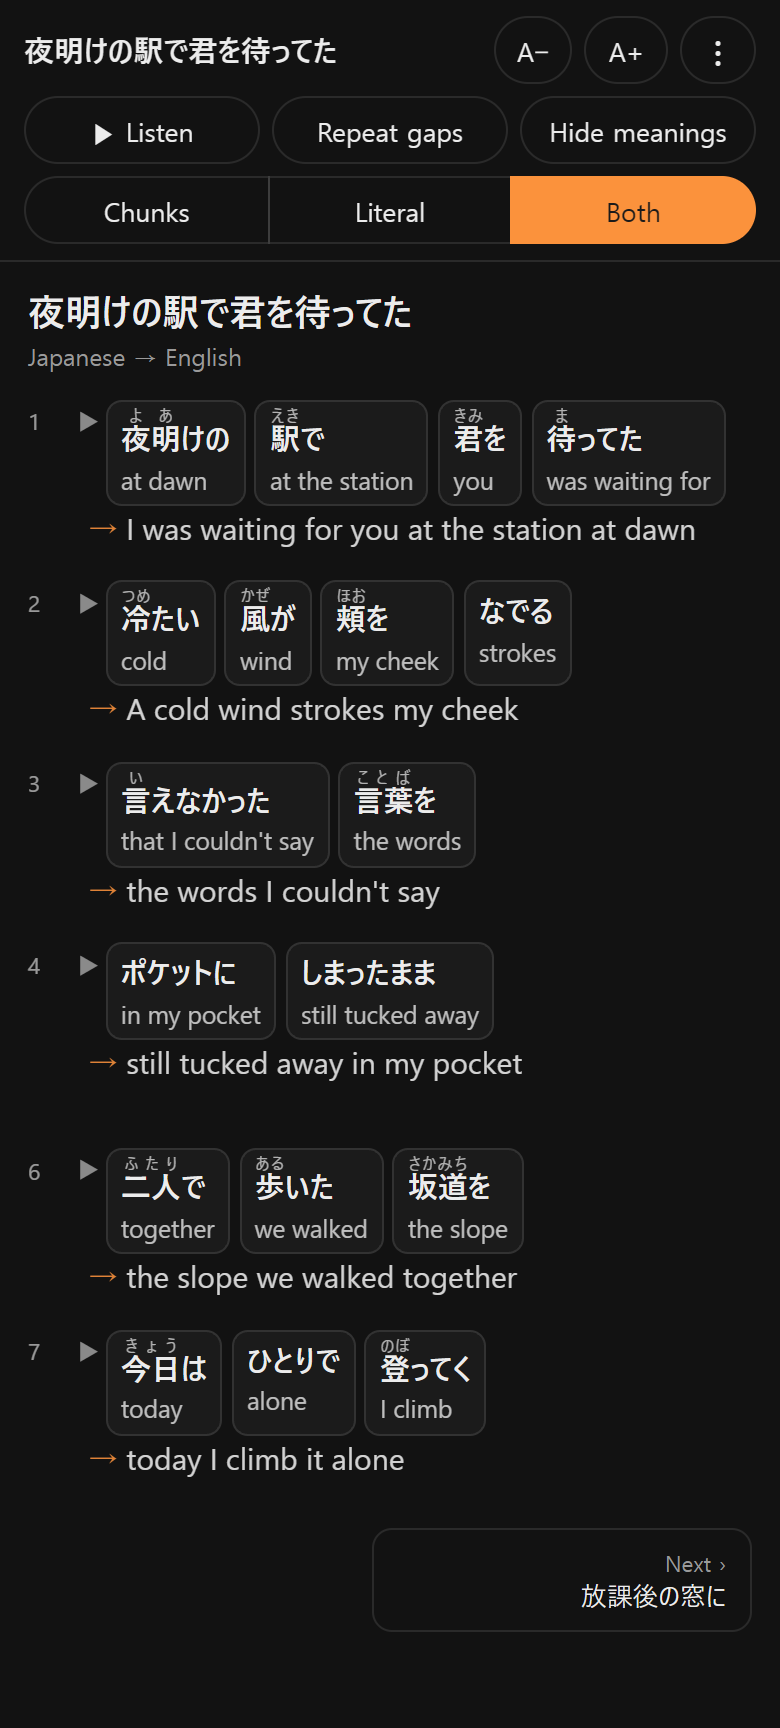 夜明けの駅で君を待ってた
A− A+ ⋮
▶ Listen Repeat gaps Hide meanings
Chunks Literal Both
夜明けの駅で君を待ってた
Japanese → English
よ あ えき きみ ま
1 ▶ 夜明けの 駅で 君を 待ってた
at dawn at the station you was waiting for
→ I was waiting for you at the station at dawn
つめ かぜ ほお
2 ▶ 冷たい 風が 頬を なでる
cold wind my cheek strokes
→ A cold wind strokes my cheek
い ことば
3 ▶ 言えなかった 言葉を
that I couldn't say the words
→ the words I couldn't say
4 ▶ ポケットに しまったまま
in my pocket still tucked away
→ still tucked away in my pocket
ふたり ある さかみち
6 ▶ 二人で 歩いた 坂道を
together we walked the slope
→ the slope we walked together
きょう のぼ
7 ▶ 今日は ひとりで 登ってく
today alone I climb
→ today I climb it alone
Next ›
放課後の窓に